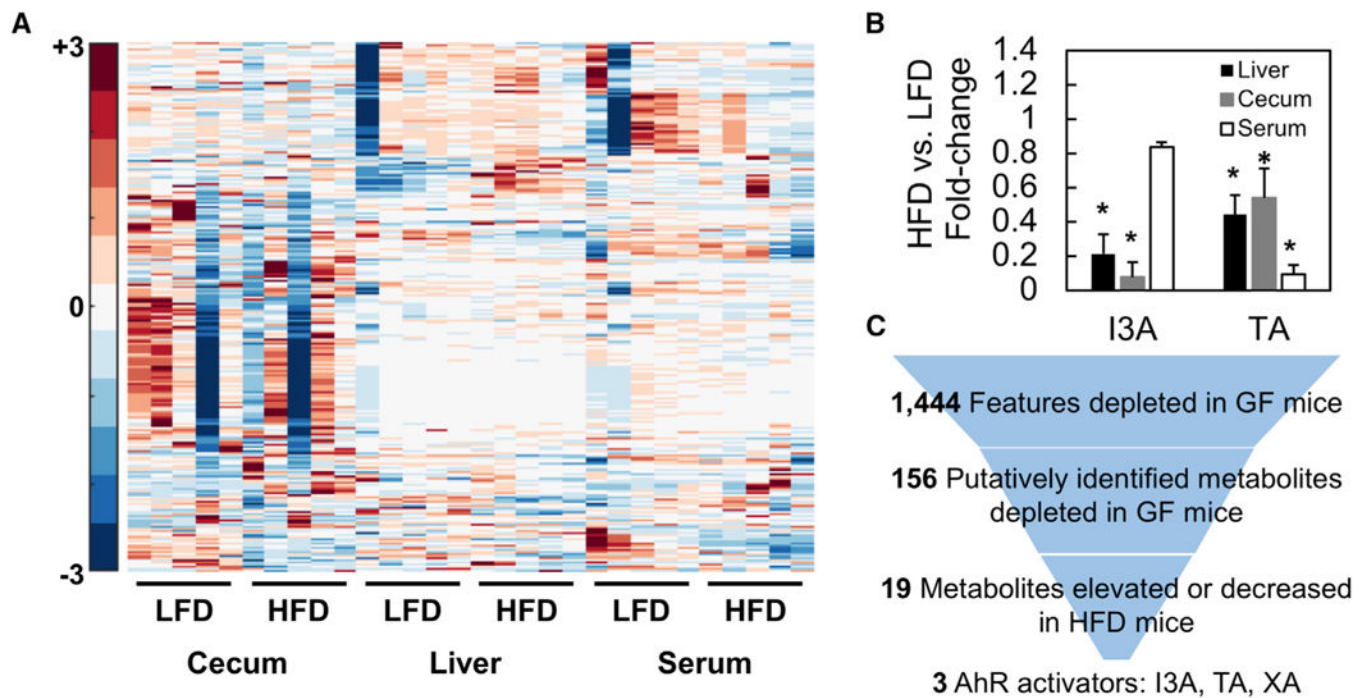 A
+3
0
-3
LFD HFD LFD HFD LFD HFD
Cecum Liver Serum
B
HFD vs. LFD
Fold-change
1.4
1.2
1
0.8
0.6
0.4
0.2
0
Liver
Cecum
Serum
* * * * *
I3A TA
C
1,444 Features depleted in GF mice
156 Putatively identified metabolites
depleted in GF mice
19 Metabolites elevated or decreased
in HFD mice
3 AhR activators: I3A, TA, XA